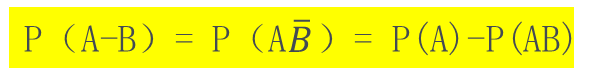 P（A-B）= P（AB̅）= P(A)-P(AB)